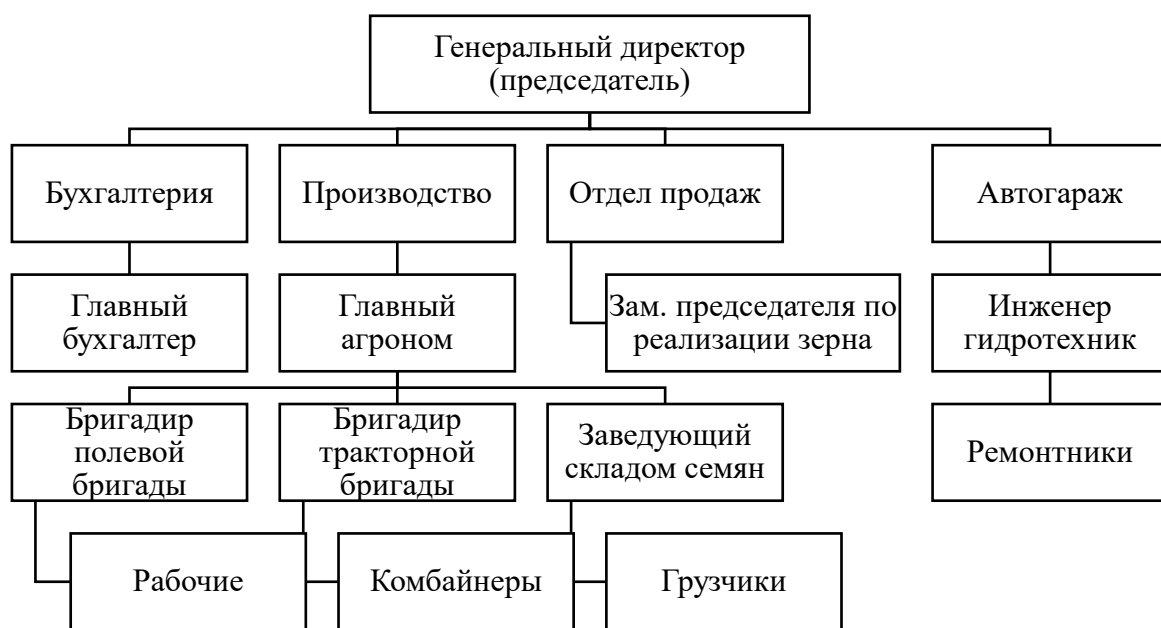 Генеральный директор
(председатель)
Бухгалтерия
Производство
Отдел продаж
Автогараж
Главный
бухгалтер
Главный
агроном
Зам. председателя по
реализации зерна
Инженер
гидротехник
Бригадир
полевой
бригады
Бригадир
тракторной
бригады
Заведующий
складом семян
Ремонтники
Рабочие
Комбайнеры
Грузчики